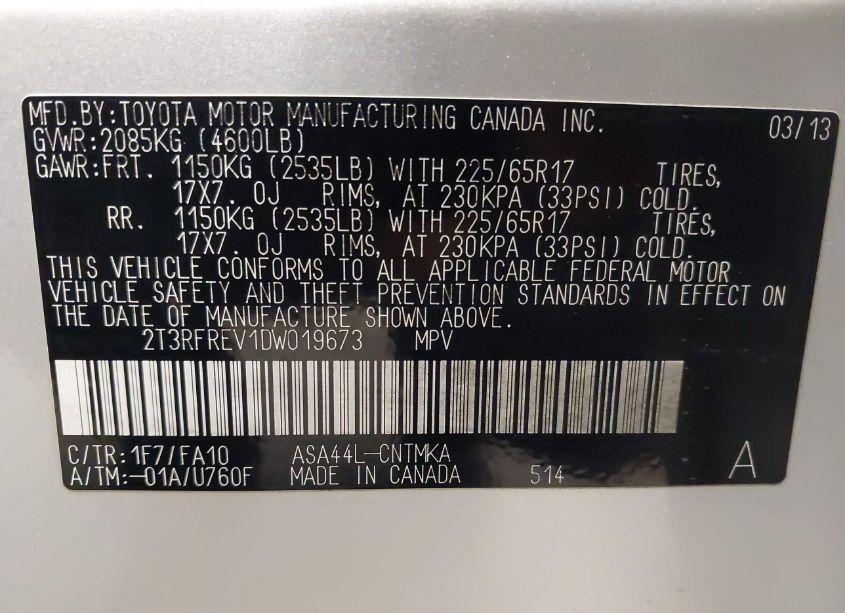 MFD.BY:TOYOTA MOTOR MANUFACTURING CANADA INC. 03/13
GVWR:2085KG (4600LB)
GAWR:FRT. 1150KG (2535LB) WITH 225/65R17 TIRES,
17X7.0J RIMS, AT 230KPA (33PSI) COLD.
RR. 1150KG (2535LB) WITH 225/65R17 TIRES,
17X7.0J RIMS, AT 230KPA (33PSI) COLD.
THIS VEHICLE CONFORMS TO ALL APPLICABLE FEDERAL MOTOR
VEHICLE SAFETY AND THEFT PREVENTION STANDARDS IN EFFECT ON
THE DATE OF MANUFACTURE SHOWN ABOVE.
2T3RFREV1DW019673 MPV
C/TR:1F7/FA10 ASA44L-CNTMKA
A/TM:-01A/U760F MADE IN CANADA 514 A